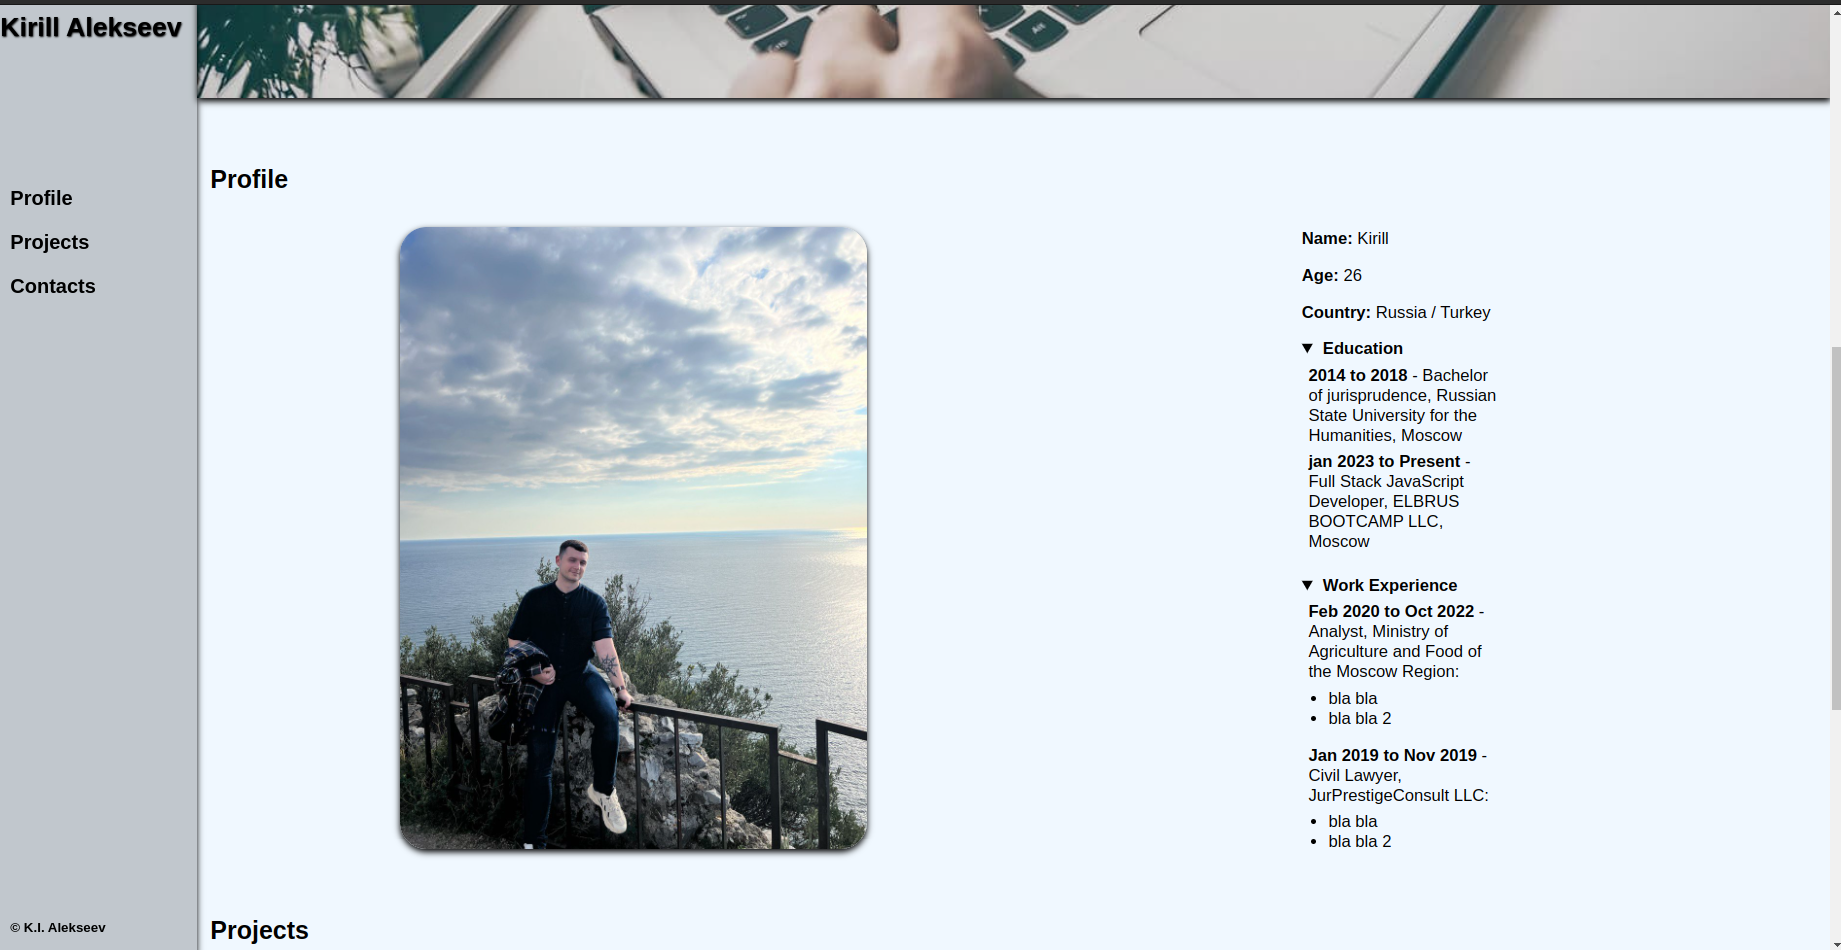 Kirill Alekseev
Profile
Projects
Contacts
© K.I. Alekseev
Alt
Profile
Name: Kirill
Age: 26
Country: Russia / Turkey
▼ Education
2014 to 2018 - Bachelor
of jurisprudence, Russian
State University for the
Humanities, Moscow
jan 2023 to Present -
Full Stack JavaScript
Developer, ELBRUS
BOOTCAMP LLC,
Moscow
▼ Work Experience
Feb 2020 to Oct 2022 -
Analyst, Ministry of
Agriculture and Food of
the Moscow Region:
• bla bla
• bla bla 2
Jan 2019 to Nov 2019 -
Civil Lawyer,
JurPrestigeConsult LLC:
• bla bla
• bla bla 2
Projects